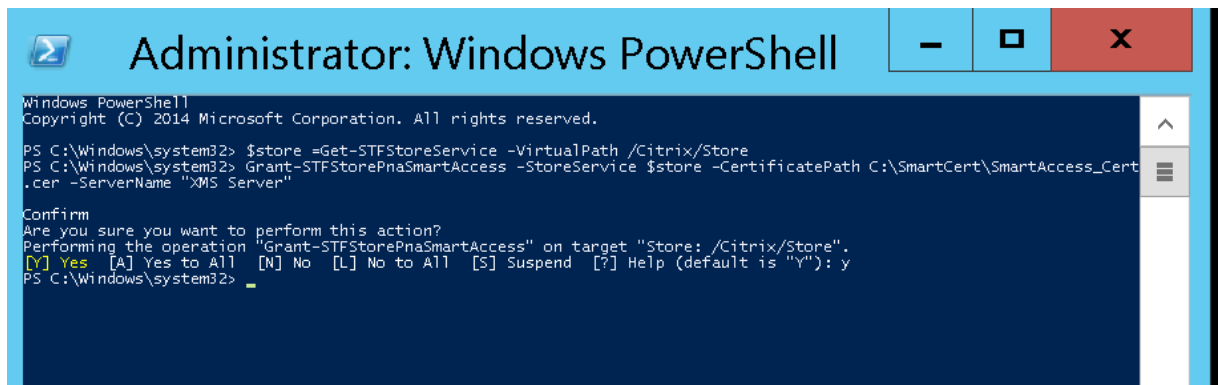 Administrator: Windows PowerShell
Windows PowerShell
Copyright (C) 2014 Microsoft Corporation. All rights reserved.
PS C:\Windows\system32> $store =Get-STFStoreService -VirtualPath /Citrix/Store
PS C:\Windows\system32> Grant-STFStorePnaSmartAccess -StoreService $store -CertificatePath C:\SmartCert\SmartAccess_Cert
.cer -ServerName "XMS Server"
Confirm
Are you sure you want to perform this action?
Performing the operation "Grant-STFStorePnaSmartAccess" on target "Store: /Citrix/Store".
[Y] Yes  [A] Yes to All  [N] No  [L] No to All  [S] Suspend  [?] Help (default is "Y"): y
PS C:\Windows\system32>